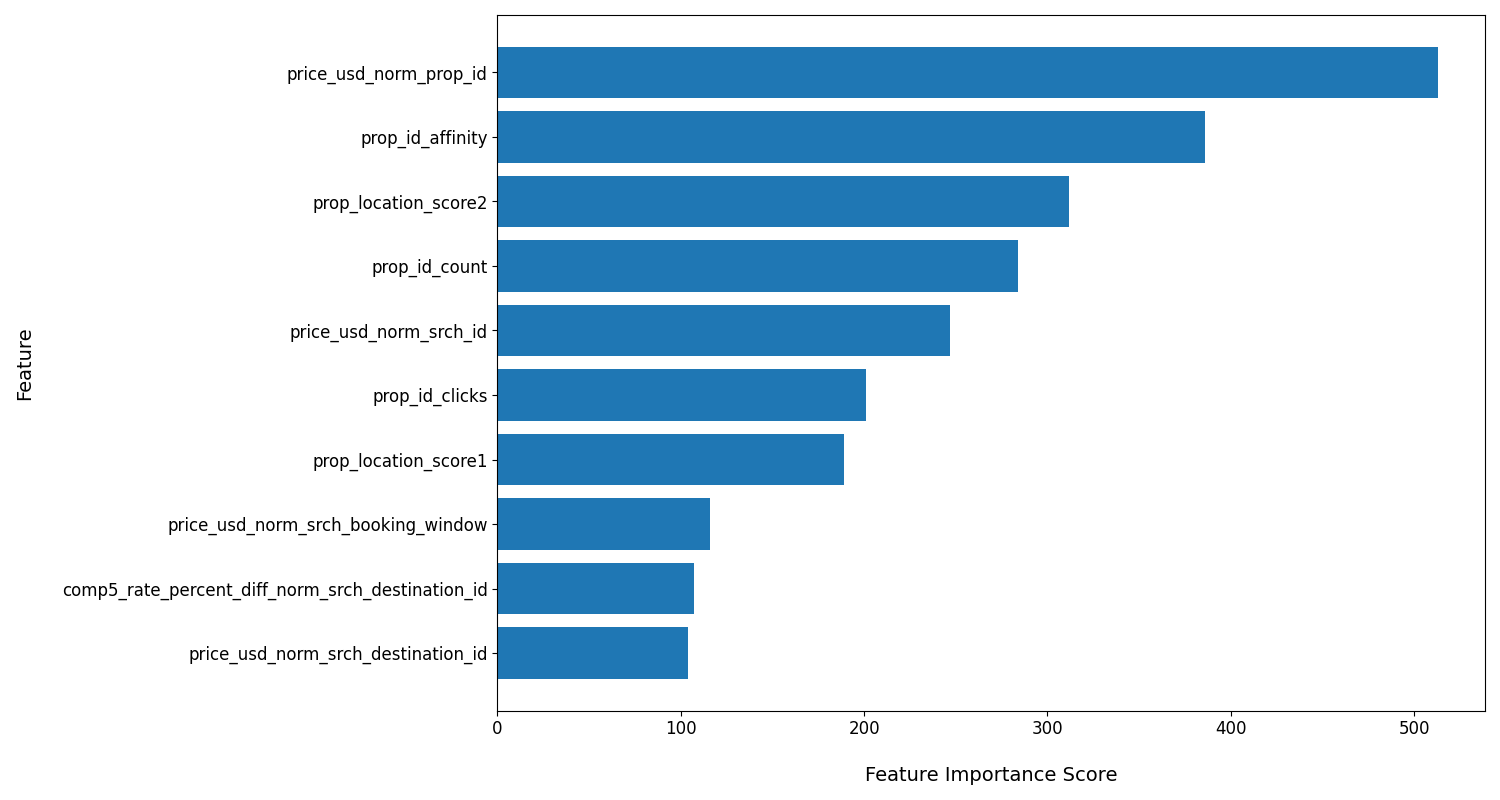 price_usd_norm_prop_id
prop_id_affinity
prop_location_score2
prop_id_count
price_usd_norm_srch_id
prop_id_clicks
prop_location_score1
price_usd_norm_srch_booking_window
comp5_rate_percent_diff_norm_srch_destination_id
price_usd_norm_srch_destination_id
Feature
0 100 200 300 400 500
Feature Importance Score